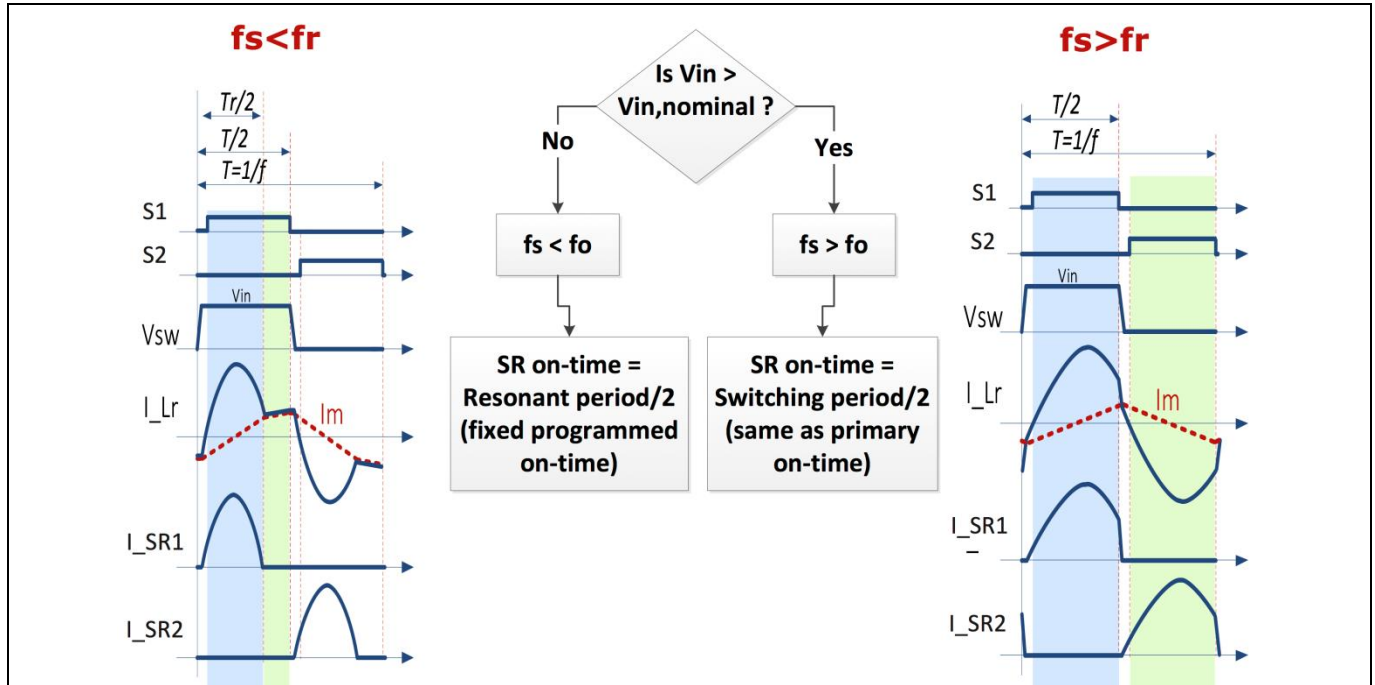 fs<fr
Tr/2
T/2
T=1/f
S1
S2
Vin
Vsw
I_Lr
Im
I_SR1
I_SR2
Is Vin >
Vin,nominal ?
No
Yes
fs < fo
fs > fo
SR on-time =
Resonant period/2
(fixed programmed
on-time)
SR on-time =
Switching period/2
(same as primary
on-time)
fs>fr
T/2
T=1/f
S1
S2
Vin
Vsw
I_Lr
Im
I_SR1
_
I_SR2